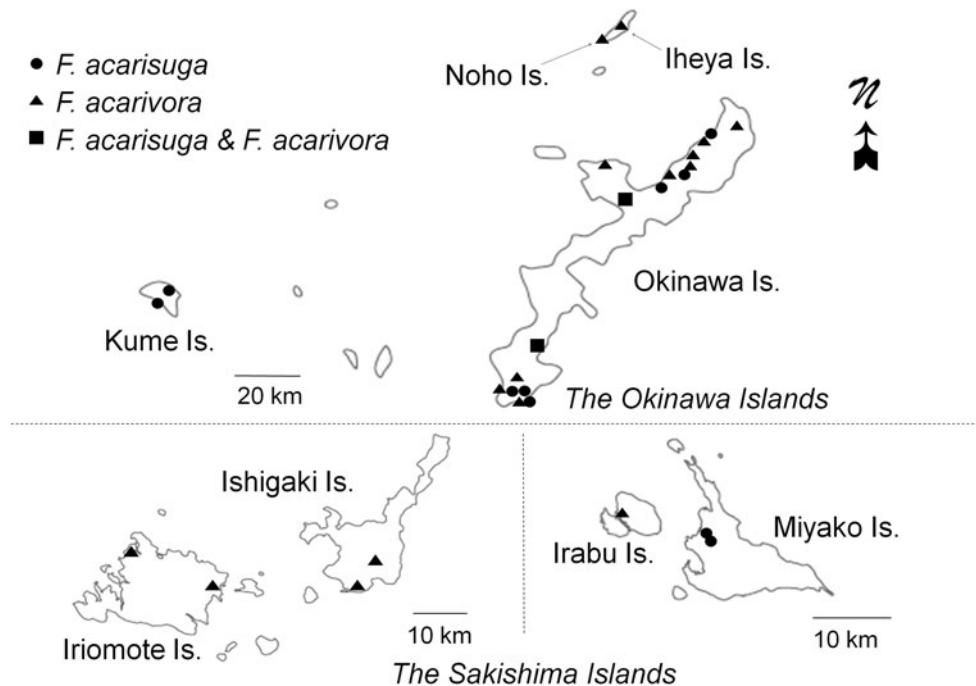 F. acarisuga
F. acarivora
F. acarisuga & F. acarivora
Noho Is.
Iheya Is.
N
Okinawa Is.
Kume Is.
20 km
The Okinawa Islands
Ishigaki Is.
Iriomote Is.
10 km
Irabu Is.
Miyako Is.
10 km
The Sakishima Islands